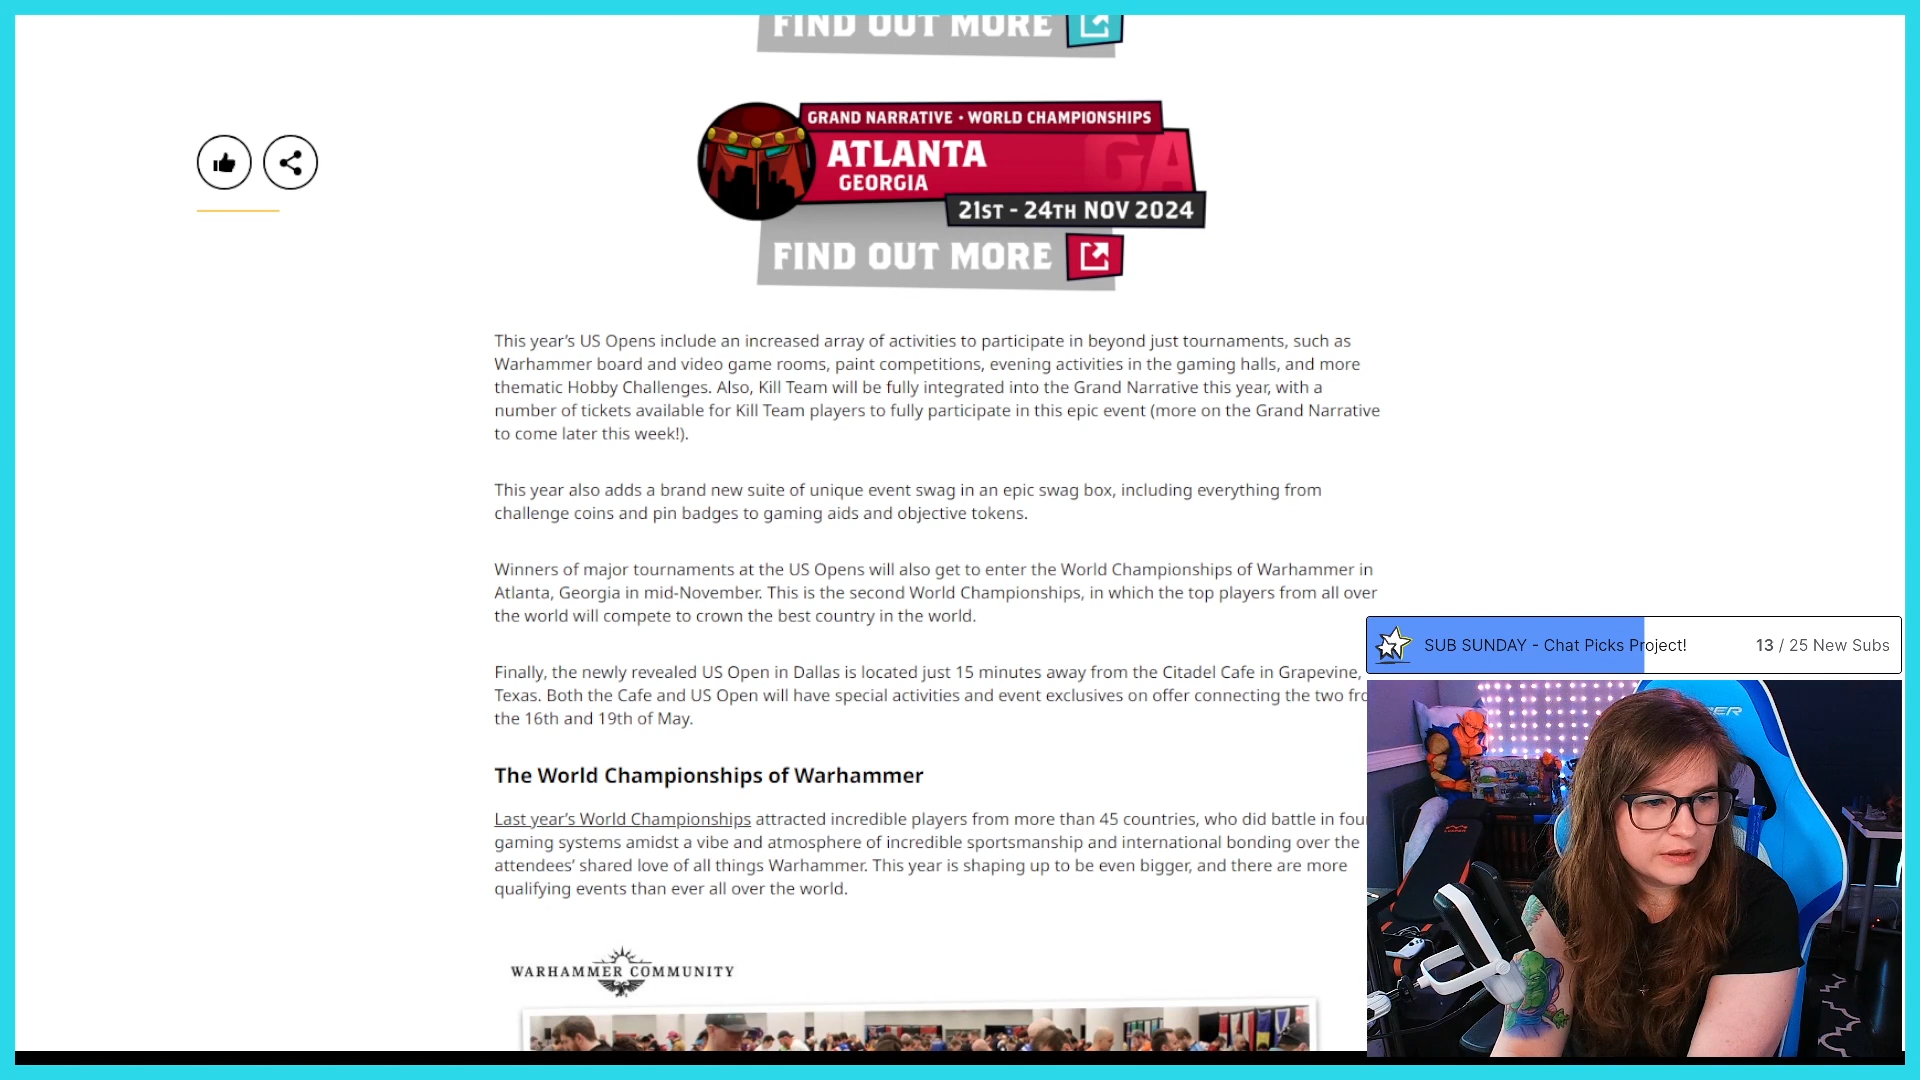 FIND OUT MORE
GRAND NARRATIVE · WORLD CHAMPIONSHIPS
ATLANTA
GA
GEORGIA
21ST - 24TH NOV 2024
FIND OUT MORE
This year’s US Opens include an increased array of activities to participate in beyond just tournaments, such as
Warhammer board and video game rooms, paint competitions, evening activities in the gaming halls, and more
thematic Hobby Challenges. Also, Kill Team will be fully integrated into the Grand Narrative this year, with a
number of tickets available for Kill Team players to fully participate in this epic event (more on the Grand Narrative
to come later this week!).
This year also adds a brand new suite of unique event swag in an epic swag box, including everything from
challenge coins and pin badges to gaming aids and objective tokens.
Winners of major tournaments at the US Opens will also get to enter the World Championships of Warhammer in
Atlanta, Georgia in mid-November. This is the second World Championships, in which the top players from all over
the world will compete to crown the best country in the world.
Finally, the newly revealed US Open in Dallas is located just 15 minutes away from the Citadel Cafe in Grapevine,
Texas. Both the Cafe and US Open will have special activities and event exclusives on offer connecting the two
the 16th and 19th of May.
The World Championships of Warhammer
Last year’s World Championships attracted incredible players from more than 45 countries, who did battle in
gaming systems amidst a vibe and atmosphere of incredible sportsmanship and international bonding over the
attendees’ shared love of all things Warhammer. This year is shaping up to be even bigger, and there are more
qualifying events than ever all over the world.
WARHAMMER COMMUNITY
SUB SUNDAY - Chat Picks Project!
13 / 25 New Subs